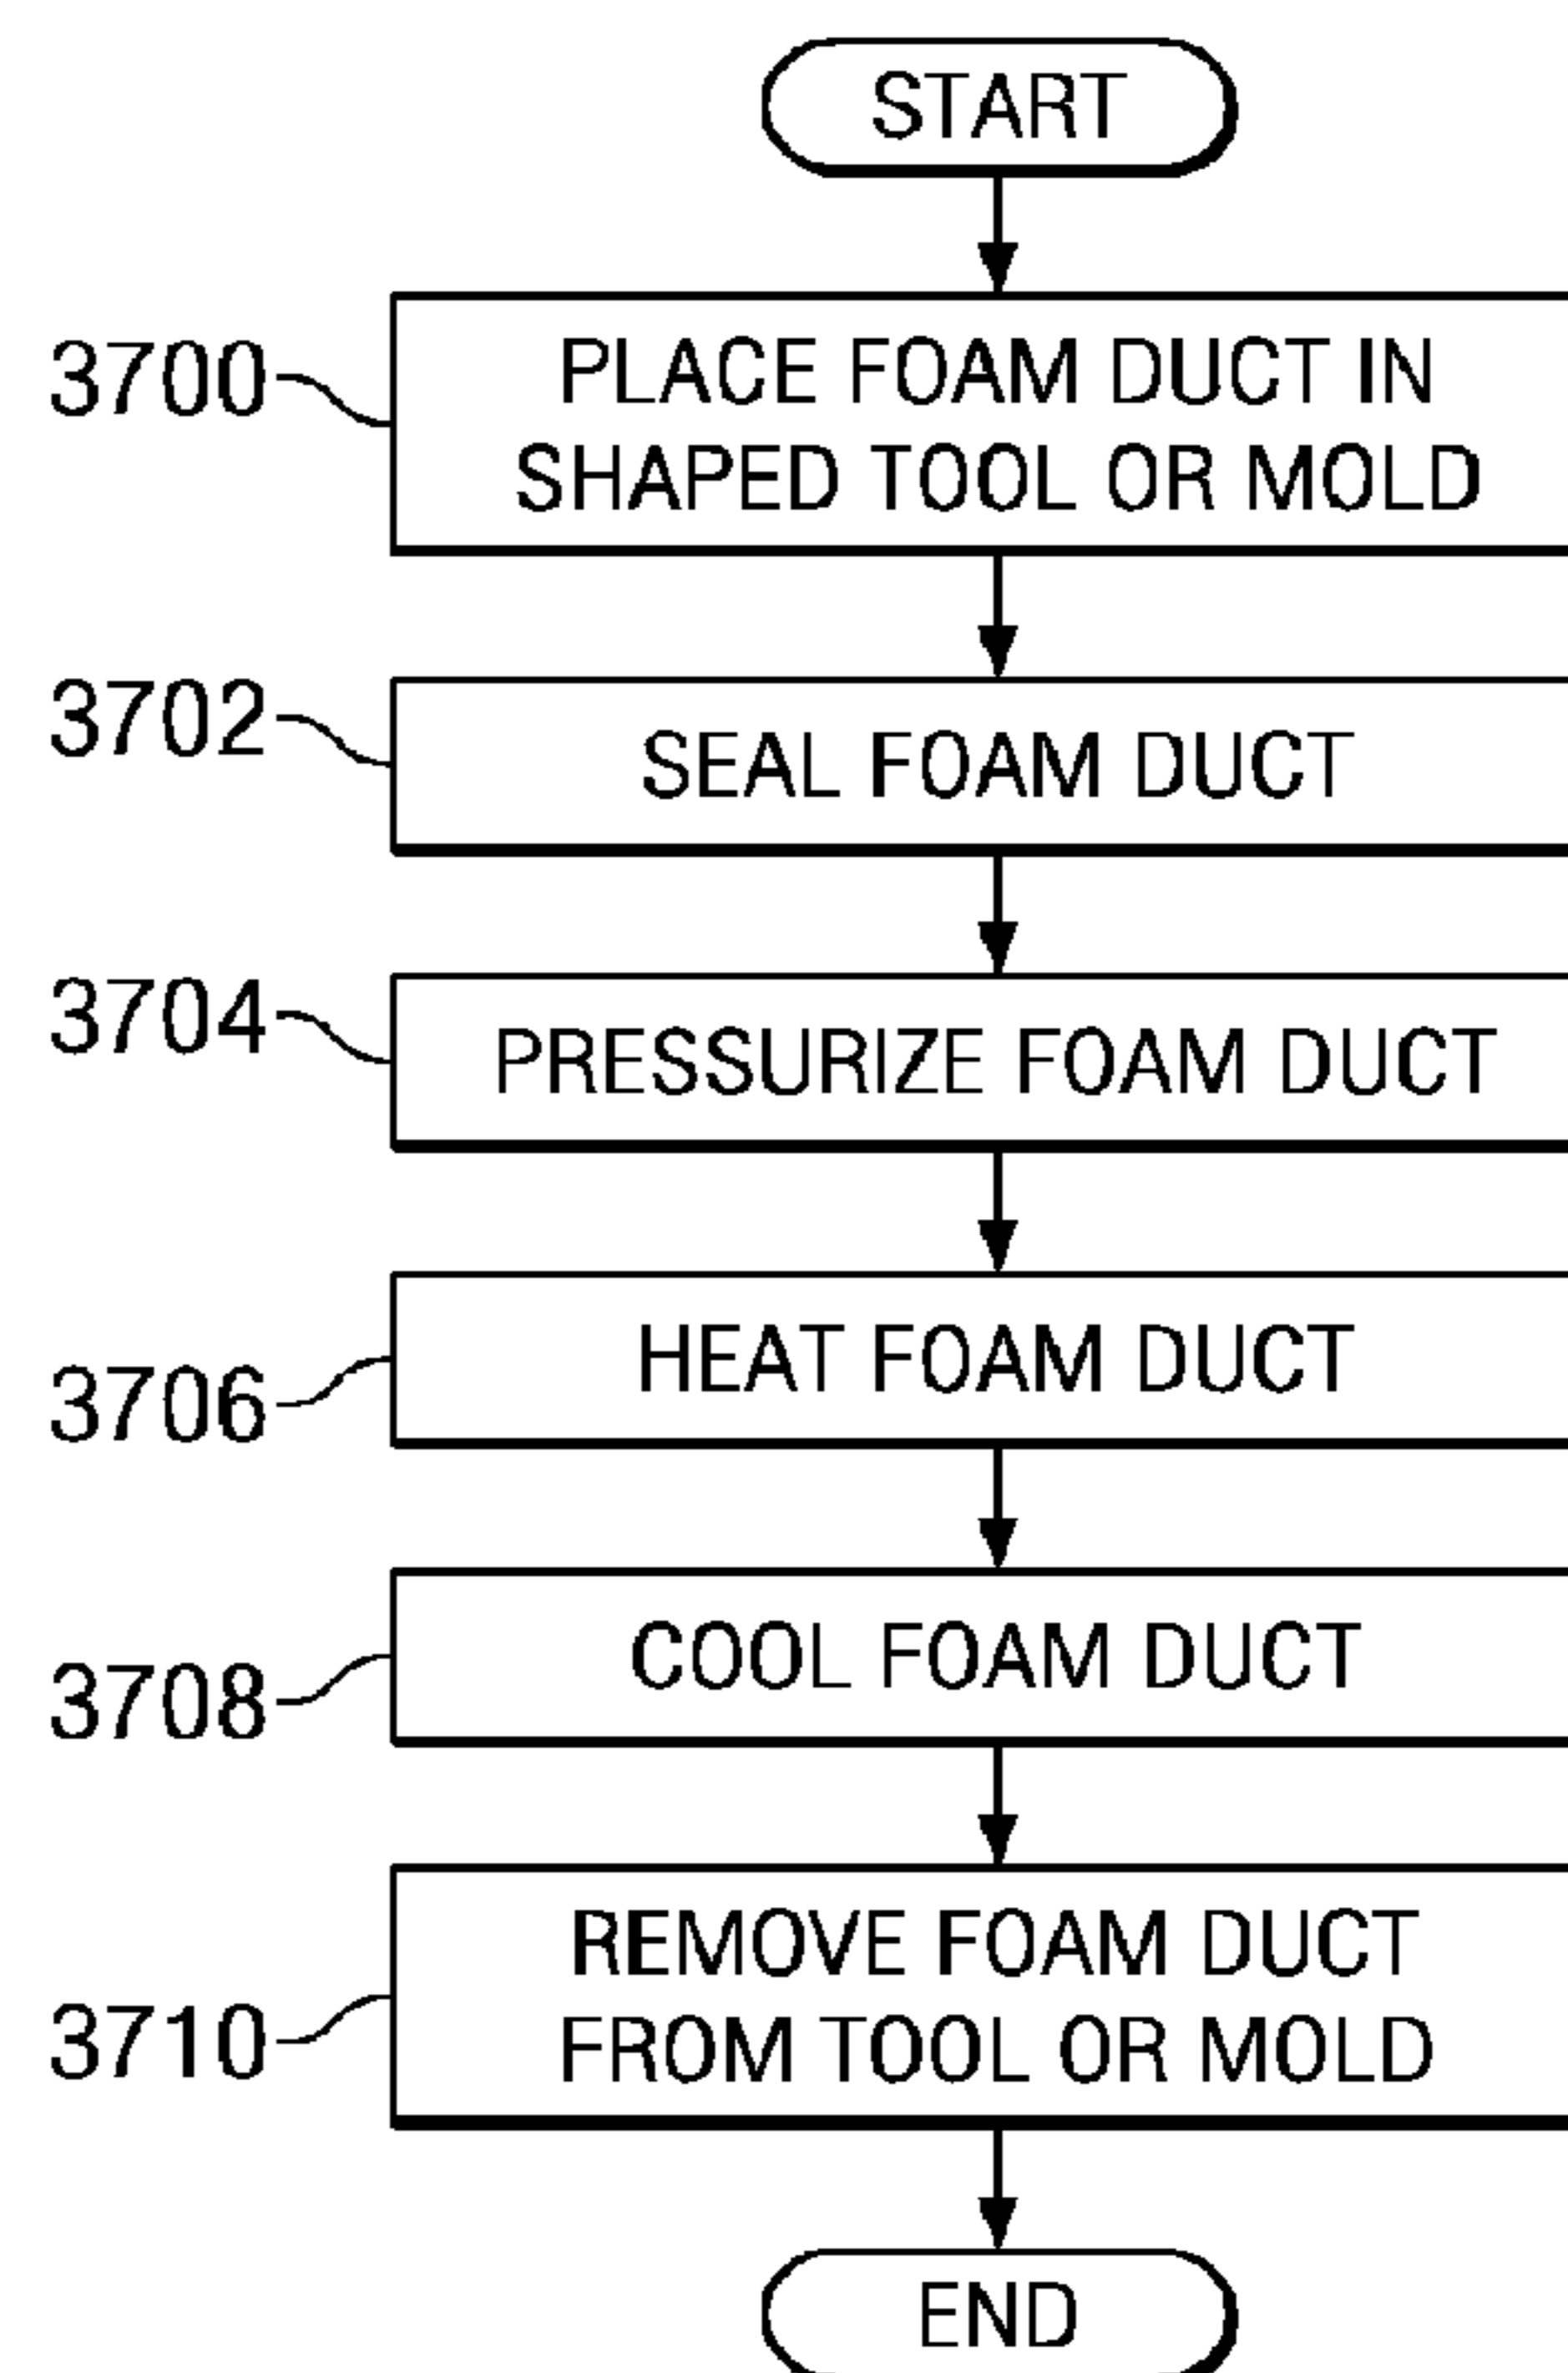 START
3700
PLACE FOAM DUCT IN
SHAPED TOOL OR MOLD
3702
SEAL FOAM DUCT
3704
PRESSURIZE FOAM DUCT
3706
HEAT FOAM DUCT
3708
COOL FOAM DUCT
3710
REMOVE FOAM DUCT
FROM TOOL OR MOLD
END